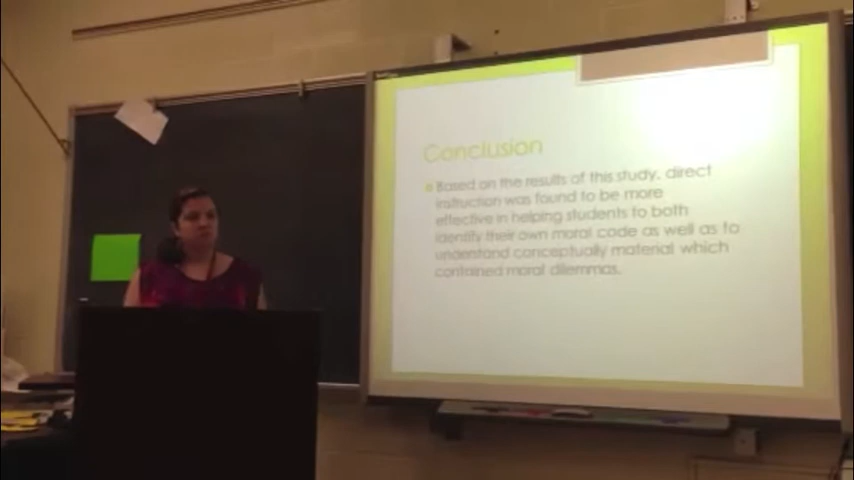 Conclusion
Based on the results of this study, direct
instruction was found to be more
effective in helping students to both
identify their own moral code as well as to
understand conceptually material which
contained moral dilemmas.